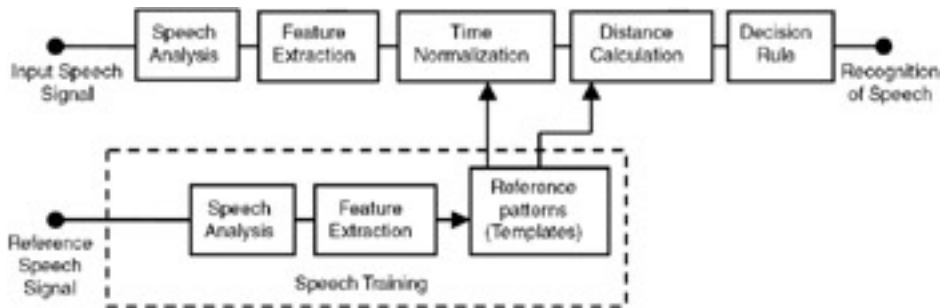 Speech
Analysis
Feature
Extraction
Time
Normalization
Distance
Calculation
Decision
Rule
Input Speech
Signal
Recognition
of Speech
Speech
Analysis
Feature
Extraction
Reference
patterns
(Templates)
Reference
Speech
Signal
Speech Training